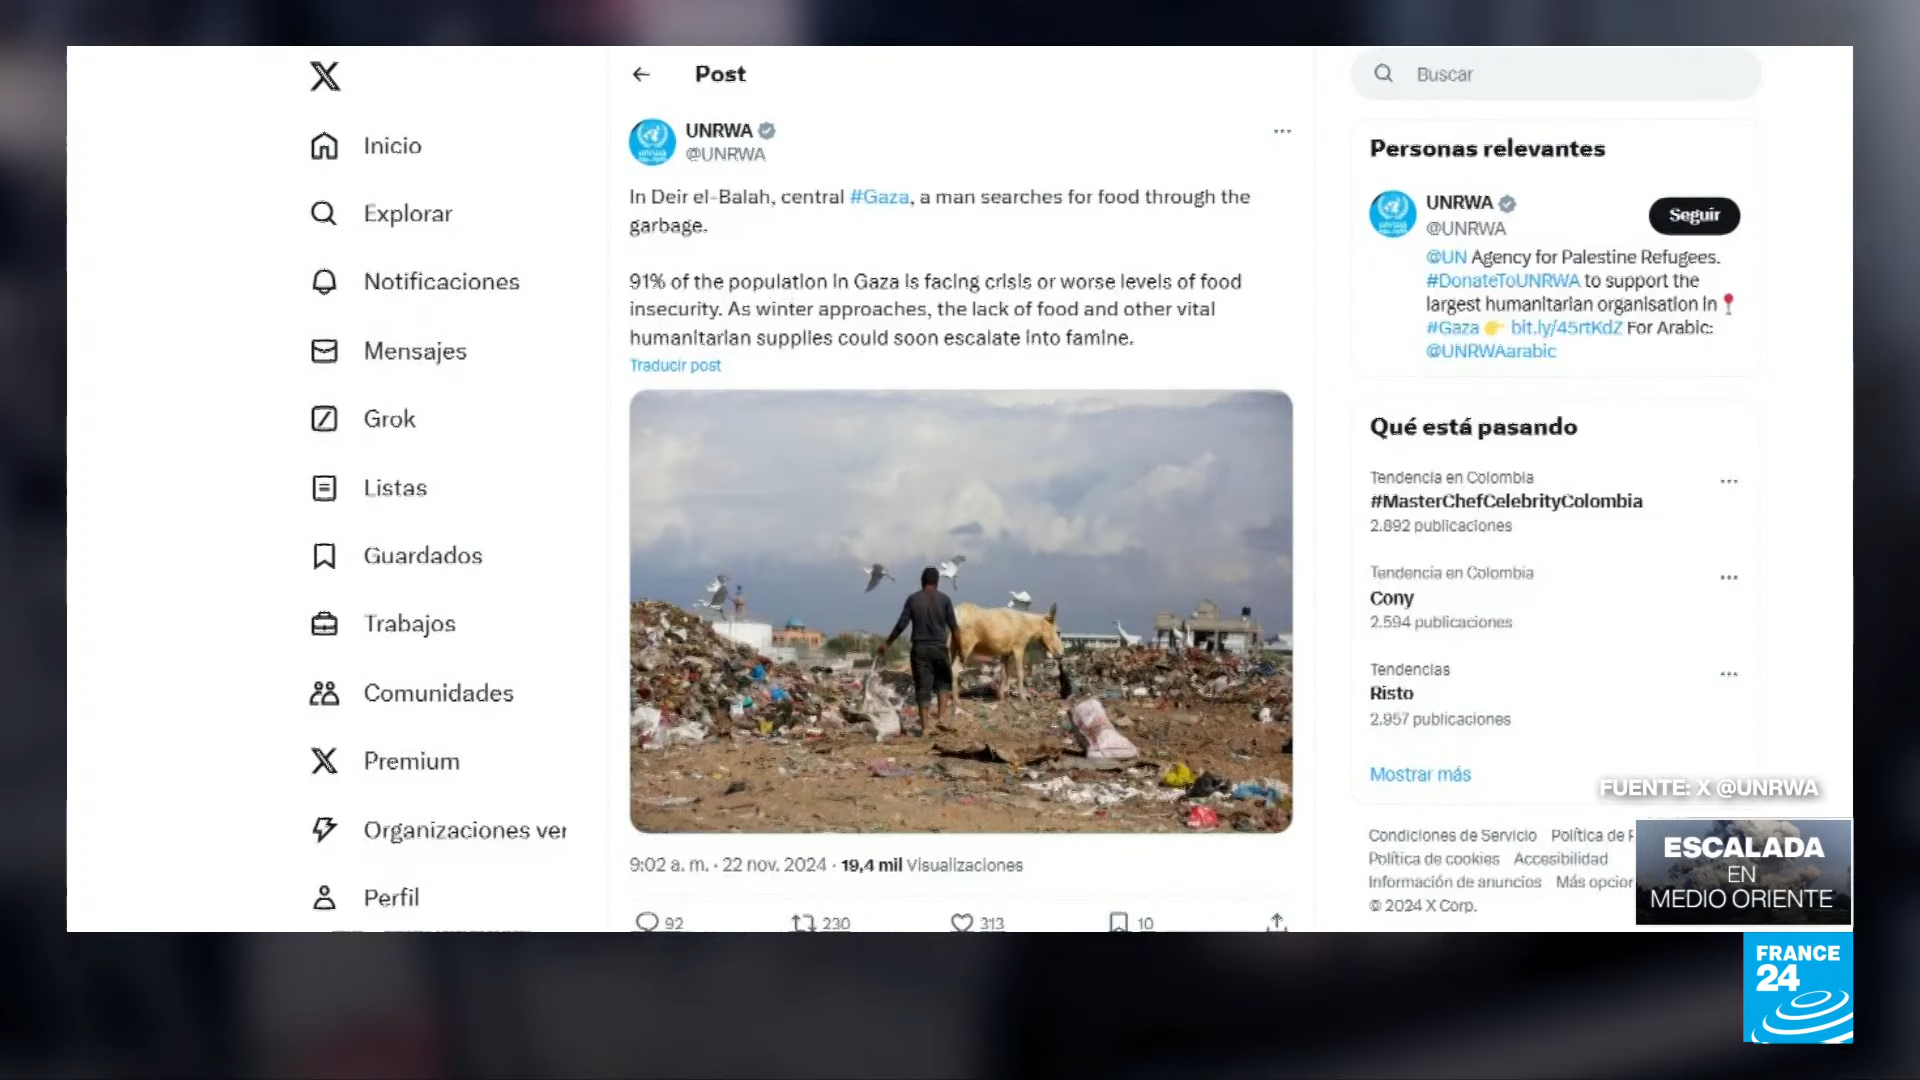 Inicio
Explorar
Notificaciones
Mensajes
Grok
Listas
Guardados
Trabajos
Comunidades
Premium
Organizaciones ver
Perfil
Post
UNRWA
@UNRWA
In Deir el-Balah, central #Gaza, a man searches for food through the
garbage.
91% of the population in Gaza is facing crisis or worse levels of food
insecurity. As winter approaches, the lack of food and other vital
humanitarian supplies could soon escalate into famine.
Traducir post
9:02 a. m. · 22 nov. 2024 · 19,4 mil Visualizaciones
92 230 313 10
Buscar
Personas relevantes
UNRWA
@UNRWA
Seguir
@UN Agency for Palestine Refugees.
#DonateToUNRWA to support the
largest humanitarian organisation in
#Gaza bit.ly/45rtKdZ For Arabic:
@UNRWAarabic
Qué está pasando
Tendencia en Colombia
#MasterChefCelebrityColombia
2.892 publicaciones
Tendencia en Colombia
Cony
2.594 publicaciones
Tendencias
Risto
2.957 publicaciones
Mostrar más
FUENTE: X @UNRWA
Condiciones de Servicio Política de
Política de cookies Accesibilidad
Información de anuncios Más opcior
© 2024 X Corp.
ESCALADA
EN
MEDIO ORIENTE
FRANCE
24